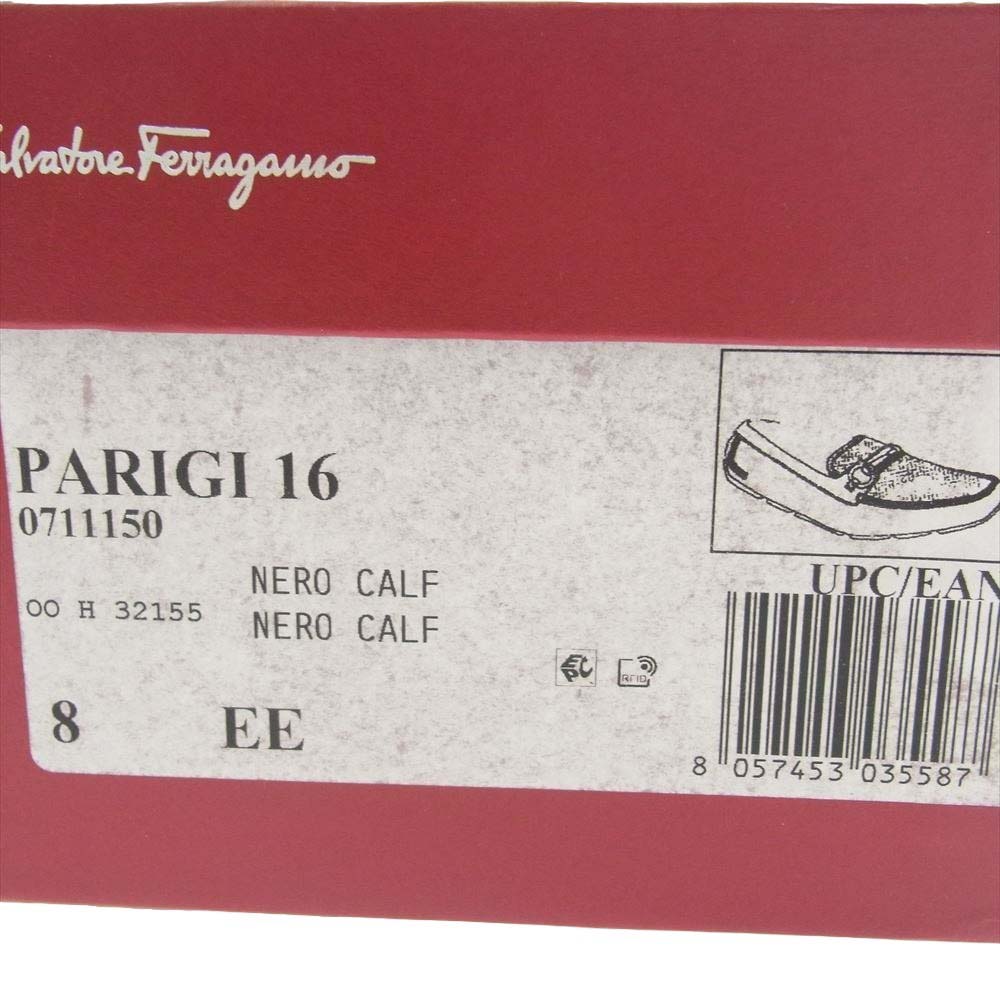 Salvatore Ferragamo
PARIGI 16
0711150
NERO CALF
OO H 32155
NERO CALF
8 EE
EPC
RFID
UPC/EAN
8 057453 035587